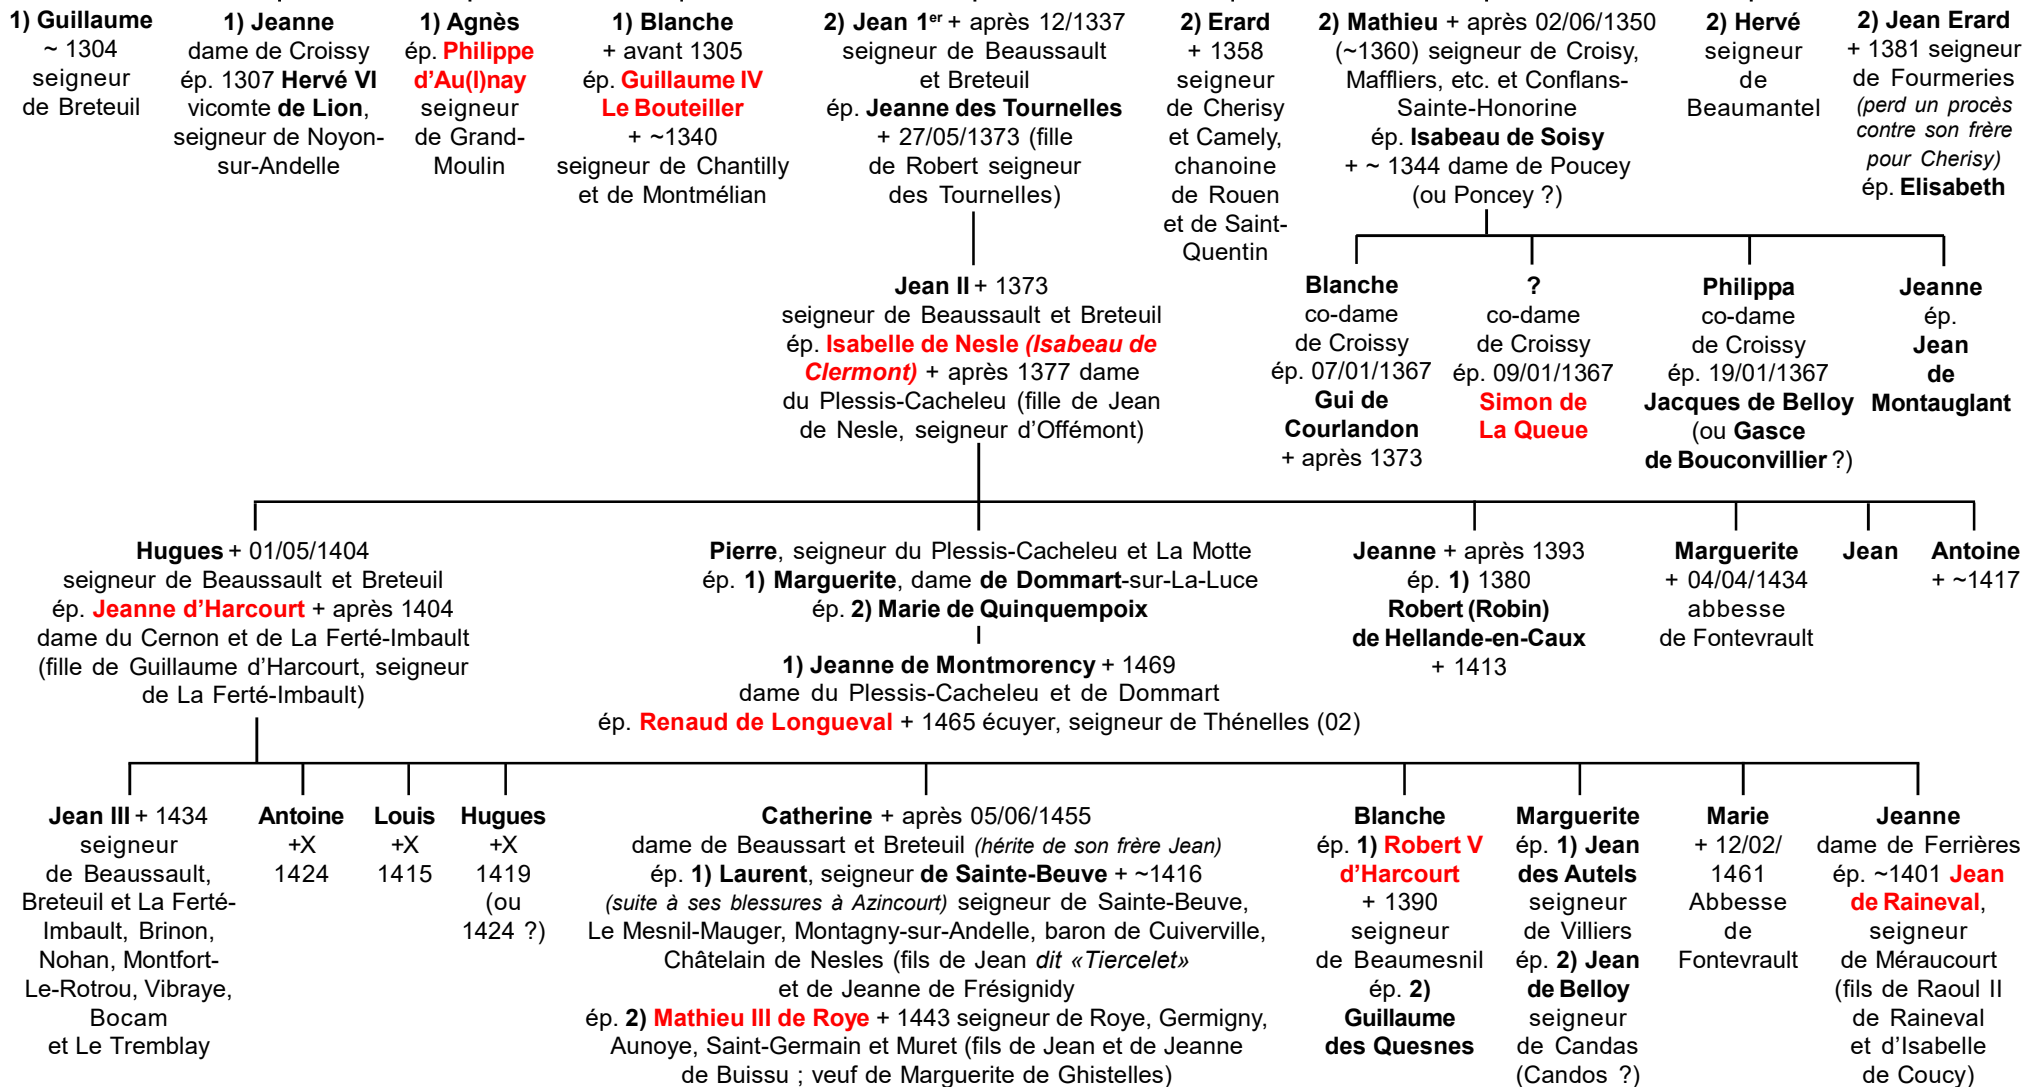 1) Guillaume
~ 1304
seigneur
de Breteuil
1) Jeanne
dame de Croissy
ép. 1307 Hervé VI
vicomte de Lion,
seigneur de Noyon-
sur-Andelle
1) Agnès
ép. Philippe
d'Au(l)nay
seigneur
de Grand-
Moulin
1) Blanche
+ avant 1305
ép. Guillaume IV
Le Bouteiller
+ ~1340
seigneur de Chantilly
et de Montmélian
2) Jean 1er + après 12/1337
seigneur de Beaussault
et Breteuil
ép. Jeanne des Tournelles
+ 27/05/1373 (fille
de Robert seigneur
des Tournelles)
2) Erard
+ 1358
seigneur
de Cherisy
et Camely,
chanoine
de Rouen
et de Saint-
Quentin
2) Mathieu + après 02/06/1350
(~1360) seigneur de Croisy,
Maffliers, etc. et Conflans-
Sainte-Honorine
ép. Isabeau de Soisy
+ ~ 1344 dame de Poucey
(ou Poncey ?)
2) Hervé
seigneur
de
Beaumantel
2) Jean Erard
+ 1381 seigneur
de Fourmeries
(perd un procès
contre son frère
pour Cherisy)
ép. Elisabeth
Jean II + 1373
seigneur de Beaussault et Breteuil
ép. Isabelle de Nesle (Isabeau de
Clermont) + après 1377 dame
du Plessis-Cacheleu (fille de Jean
de Nesle, seigneur d'Offémont)
Blanche
co-dame
de Croissy
ép. 07/01/1367
Gui de
Courlandon
+ après 1373
?
co-dame
de Croissy
ép. 09/01/1367
Simon de
La Queue
Philippa
co-dame
de Croissy
ép. 19/01/1367
Jacques de Belloy
(ou Gasce
de Bouconvillier ?)
Jeanne
ép.
Jean
de
Montauglant
Hugues + 01/05/1404
seigneur de Beaussault et Breteuil
ép. Jeanne d'Harcourt + après 1404
dame du Cernon et de La Ferté-Imbault
(fille de Guillaume d'Harcourt, seigneur
de La Ferté-Imbault)
Pierre, seigneur du Plessis-Cacheleu et La Motte
ép. 1) Marguerite, dame de Dommart-sur-La-Luce
ép. 2) Marie de Quinquempoix
1) Jeanne de Montmorency + 1469
dame du Plessis-Cacheleu et de Dommart
ép. Renaud de Longueval + 1465 écuyer, seigneur de Thénelles (02)
Jeanne + après 1393
ép. 1) 1380
Robert (Robin)
de Hellande-en-Caux
+ 1413
Marguerite
+ 04/04/1434
abbesse
de Fontevrault
Jean
Antoine
+ ~1417
Jean III + 1434
seigneur
de Beaussault,
Breteuil et La Ferté-
Imbault, Brinon,
Nohan, Montfort-
Le-Rotrou, Vibraye,
Bocam
et Le Tremblay
Antoine
+X
1424
Louis
+X
1415
Hugues
+X
1419
(ou
1424 ?)
Catherine + après 05/06/1455
dame de Beaussart et Breteuil (hérite de son frère Jean)
ép. 1) Laurent, seigneur de Sainte-Beuve + ~1416
(suite à ses blessures à Azincourt) seigneur de Sainte-Beuve,
Le Mesnil-Mauger, Montagny-sur-Andelle, baron de Cuiverville,
Châtelain de Nesles (fils de Jean dit «Tiercelet»
et de Jeanne de Frésignidy
ép. 2) Mathieu III de Roye + 1443 seigneur de Roye, Germigny,
Aunoye, Saint-Germain et Muret (fils de Jean et de Jeanne
de Buissu ; veuf de Marguerite de Ghistelles)
Blanche
ép. 1) Robert V
d'Harcourt
+ 1390
seigneur
de Beaumesnil
ép. 2)
Guillaume
des Quesnes
Marguerite
ép. 1) Jean
des Autels
seigneur
de Villiers
ép. 2) Jean
de Belloy
seigneur
de Candas
(Candos ?)
Marie
+ 12/02/
1461
Abbesse
de
Fontevrault
Jeanne
dame de Ferrières
ép. ~1401 Jean
de Raineval,
seigneur
de Méraucourt
(fils de Raoul II
de Raineval
et d'Isabelle
de Coucy)